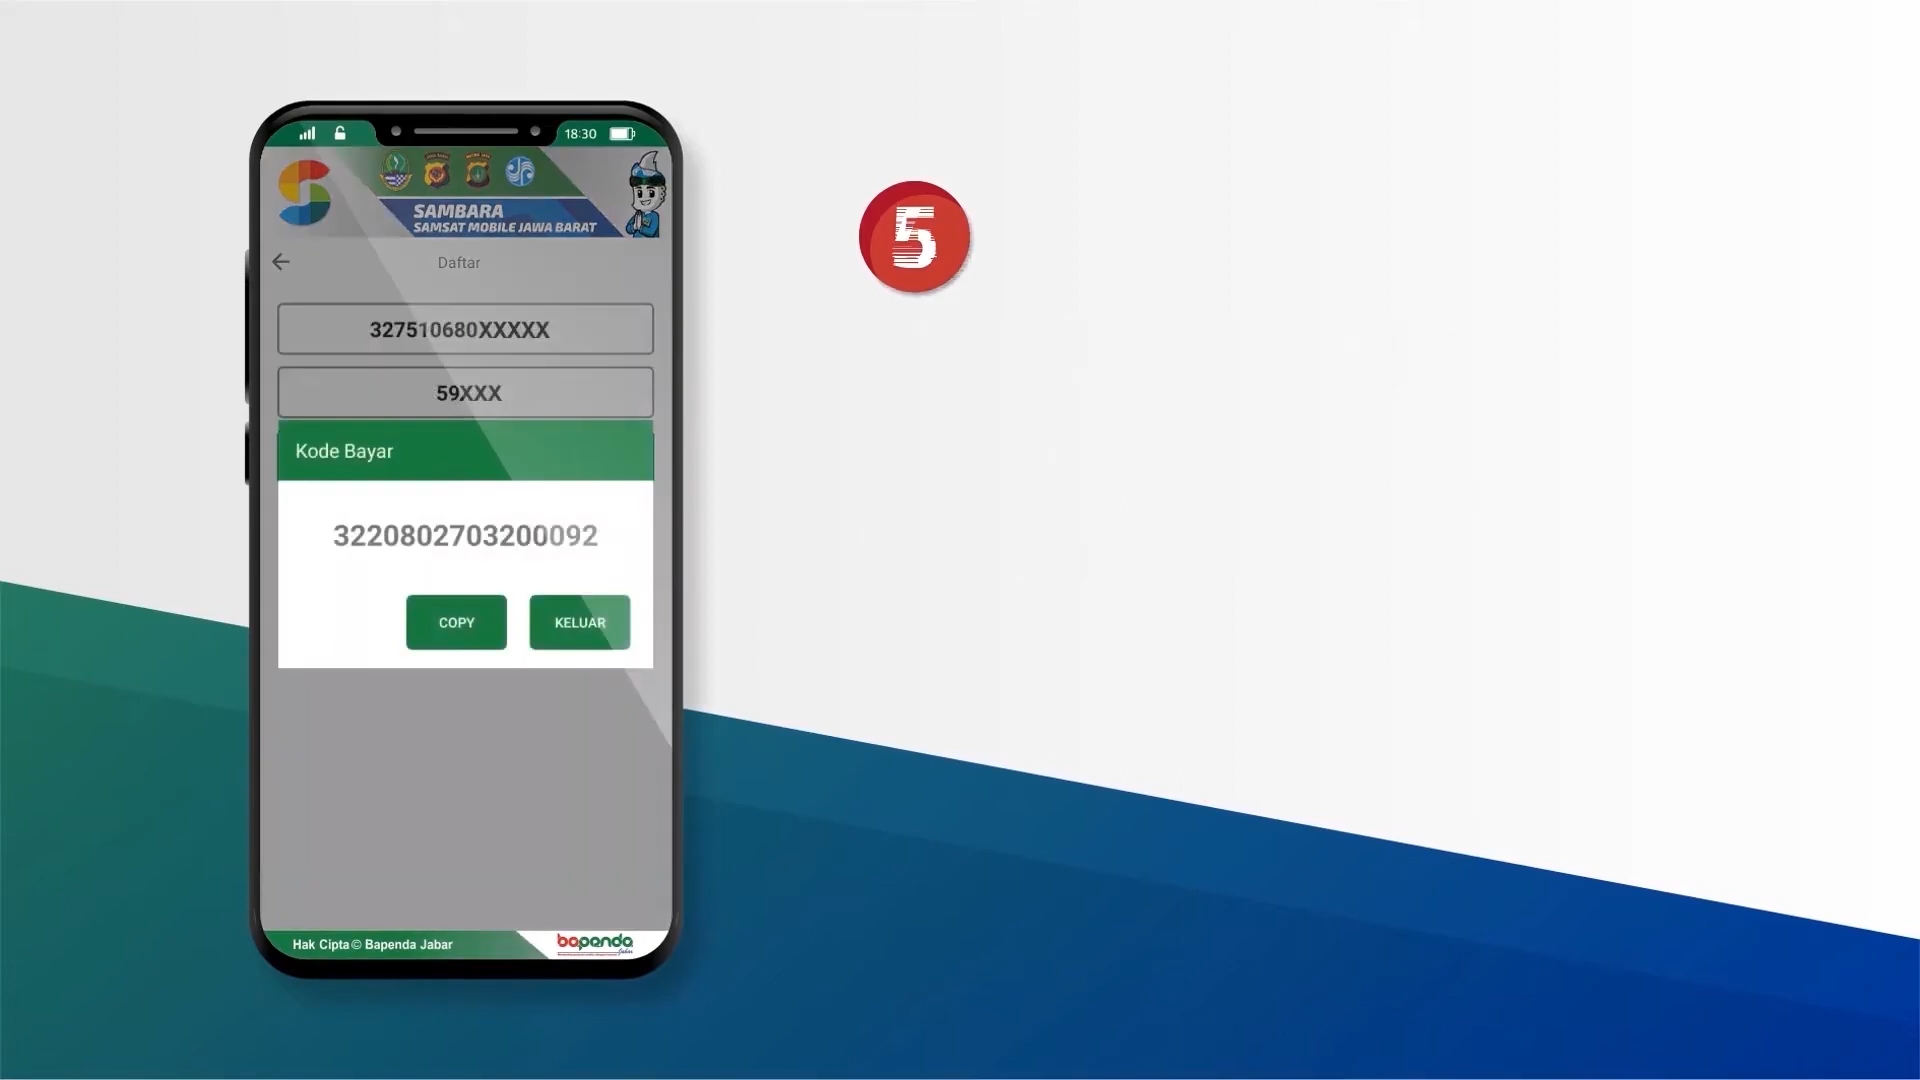 18:30
SAMBARA
SAMSAT MOBILE JAWA BARAT
Daftar
327510680XXXXX
59XXX
Kode Bayar
3220802703200092
COPY
KELUAR
Hak Cipta© Bapenda Jabar
bapenda
Jabar
5